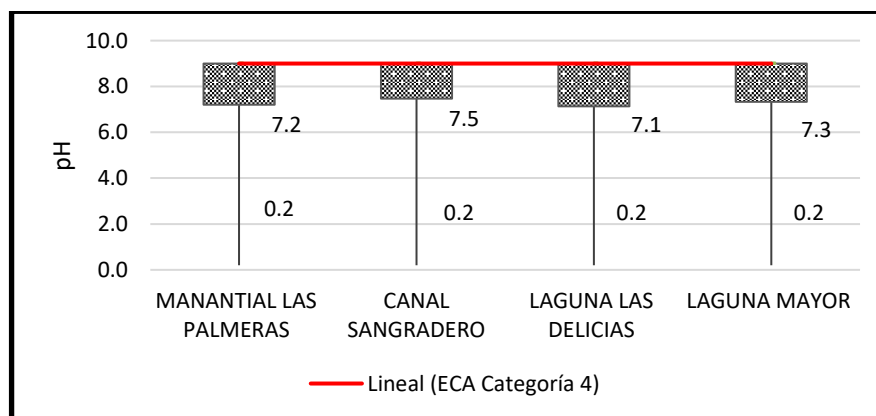 10.0
8.0
6.0
4.0
2.0
0.0
pH
7.2
7.5
7.1
7.3
0.2
0.2
0.2
0.2
MANANTIAL LAS
PALMERAS
CANAL
SANGRADERO
LAGUNA LAS
DELICIAS
LAGUNA MAYOR
Lineal (ECA Categoría 4)